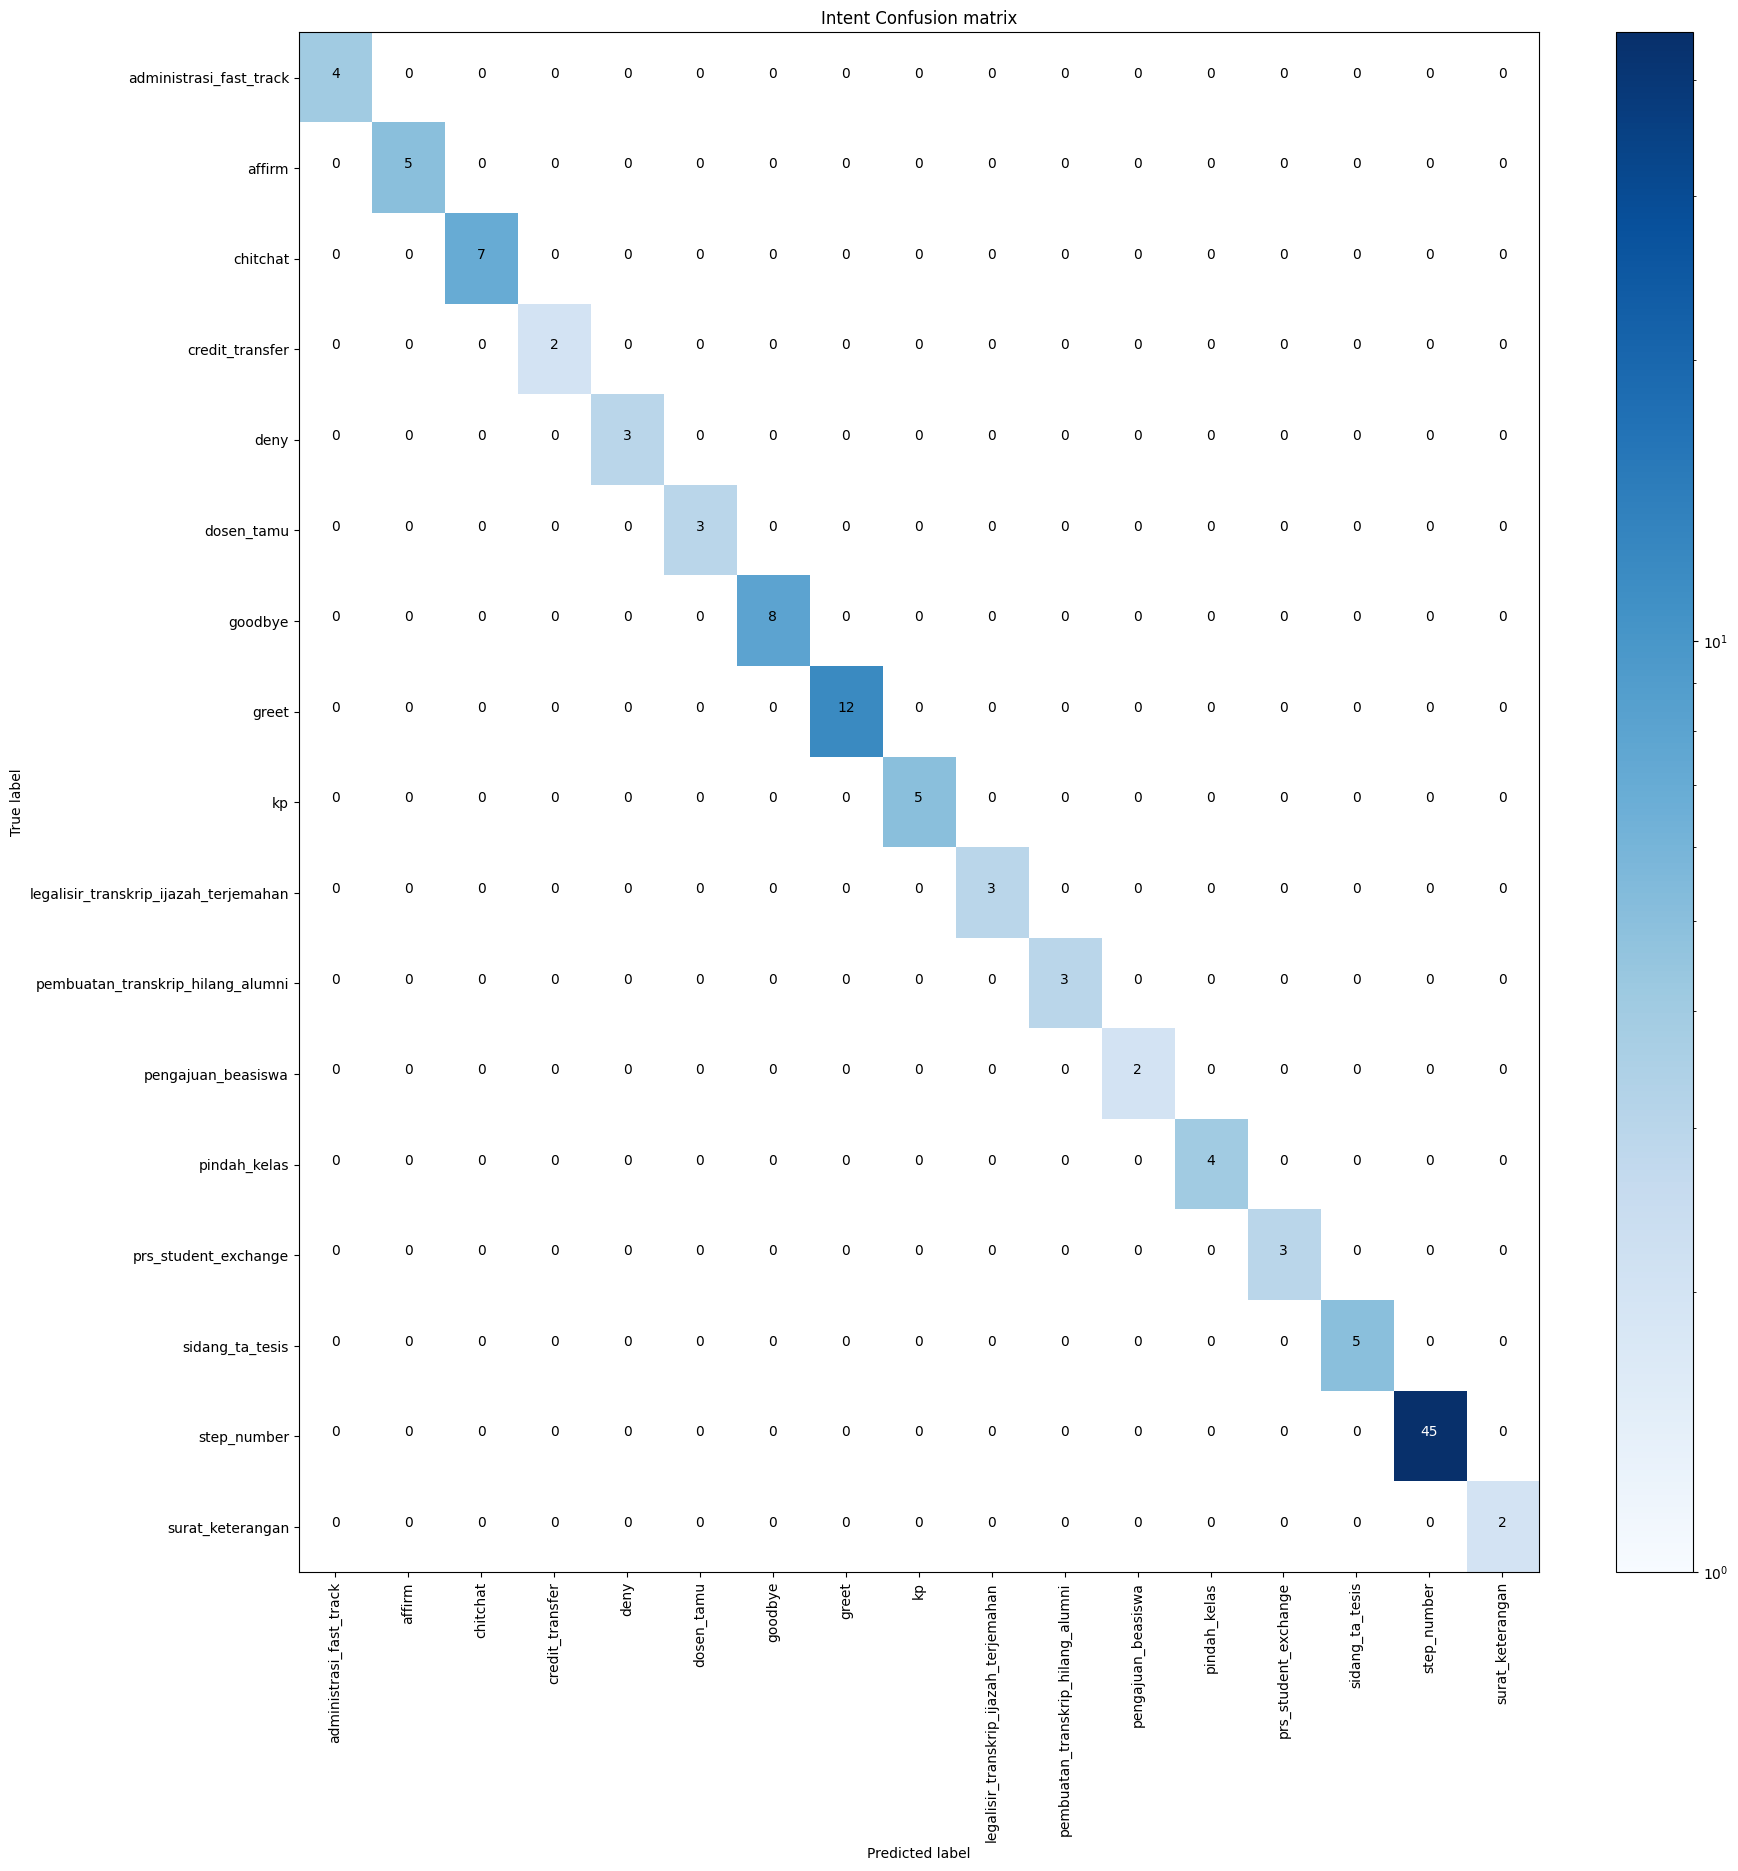 Intent Confusion matrix
administrasi_fast_track 4 0 0 0 0 0 0 0 0 0 0 0 0 0 0 0 0
affirm 0 5 0 0 0 0 0 0 0 0 0 0 0 0 0 0 0
chitchat 0 0 7 0 0 0 0 0 0 0 0 0 0 0 0 0 0
credit_transfer 0 0 0 2 0 0 0 0 0 0 0 0 0 0 0 0 0
deny 0 0 0 0 3 0 0 0 0 0 0 0 0 0 0 0 0
dosen_tamu 0 0 0 0 0 3 0 0 0 0 0 0 0 0 0 0 0
goodbye 0 0 0 0 0 0 8 0 0 0 0 0 0 0 0 0 0
10¹
greet 0 0 0 0 0 0 0 12 0 0 0 0 0 0 0 0 0
True label
kp 0 0 0 0 0 0 0 0 5 0 0 0 0 0 0 0 0
legalisir_transkrip_ijazah_terjemahan 0 0 0 0 0 0 0 0 0 3 0 0 0 0 0 0 0
pembuatan_transkrip_hilang_alumni 0 0 0 0 0 0 0 0 0 0 3 0 0 0 0 0 0
pengajuan_beasiswa 0 0 0 0 0 0 0 0 0 0 0 2 0 0 0 0 0
pindah_kelas 0 0 0 0 0 0 0 0 0 0 0 0 4 0 0 0 0
prs_student_exchange 0 0 0 0 0 0 0 0 0 0 0 0 0 3 0 0 0
sidang_ta_tesis 0 0 0 0 0 0 0 0 0 0 0 0 0 0 5 0 0
step_number 0 0 0 0 0 0 0 0 0 0 0 0 0 0 0 45 0
surat_keterangan 0 0 0 0 0 0 0 0 0 0 0 0 0 0 0 0 2
10⁰
administrasi_fast_track
affirm
chitchat
credit_transfer
deny
dosen_tamu
goodbye
greet
kp
legalisir_transkrip_ijazah_terjemahan
pembuatan_transkrip_hilang_alumni
pengajuan_beasiswa
pindah_kelas
prs_student_exchange
sidang_ta_tesis
step_number
surat_keterangan
Predicted label